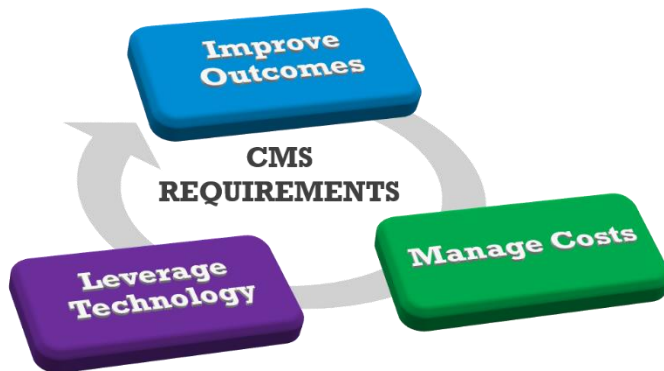 Improve
Outcomes
CMS
REQUIREMENTS
Manage Costs
Leverage
Technology